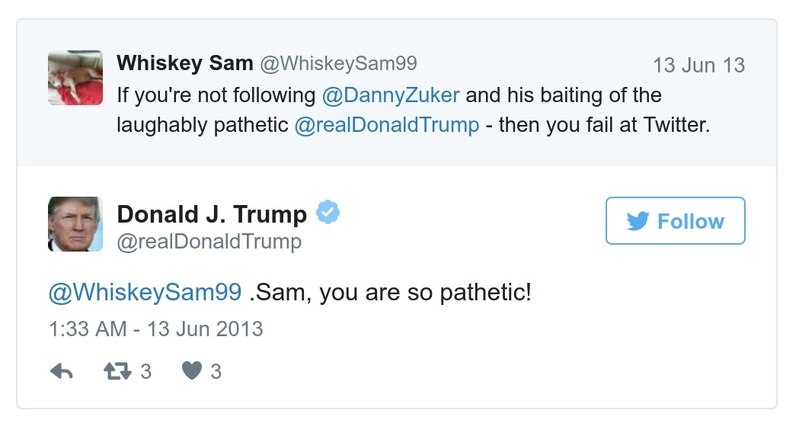 Whiskey Sam @WhiskeySam99 13 Jun 13
If you're not following @DannyZuker and his baiting of the
laughably pathetic @realDonaldTrump - then you fail at Twitter.
Donald J. Trump
@realDonaldTrump
Follow
@WhiskeySam99 .Sam, you are so pathetic!
1:33 AM - 13 Jun 2013
3 3